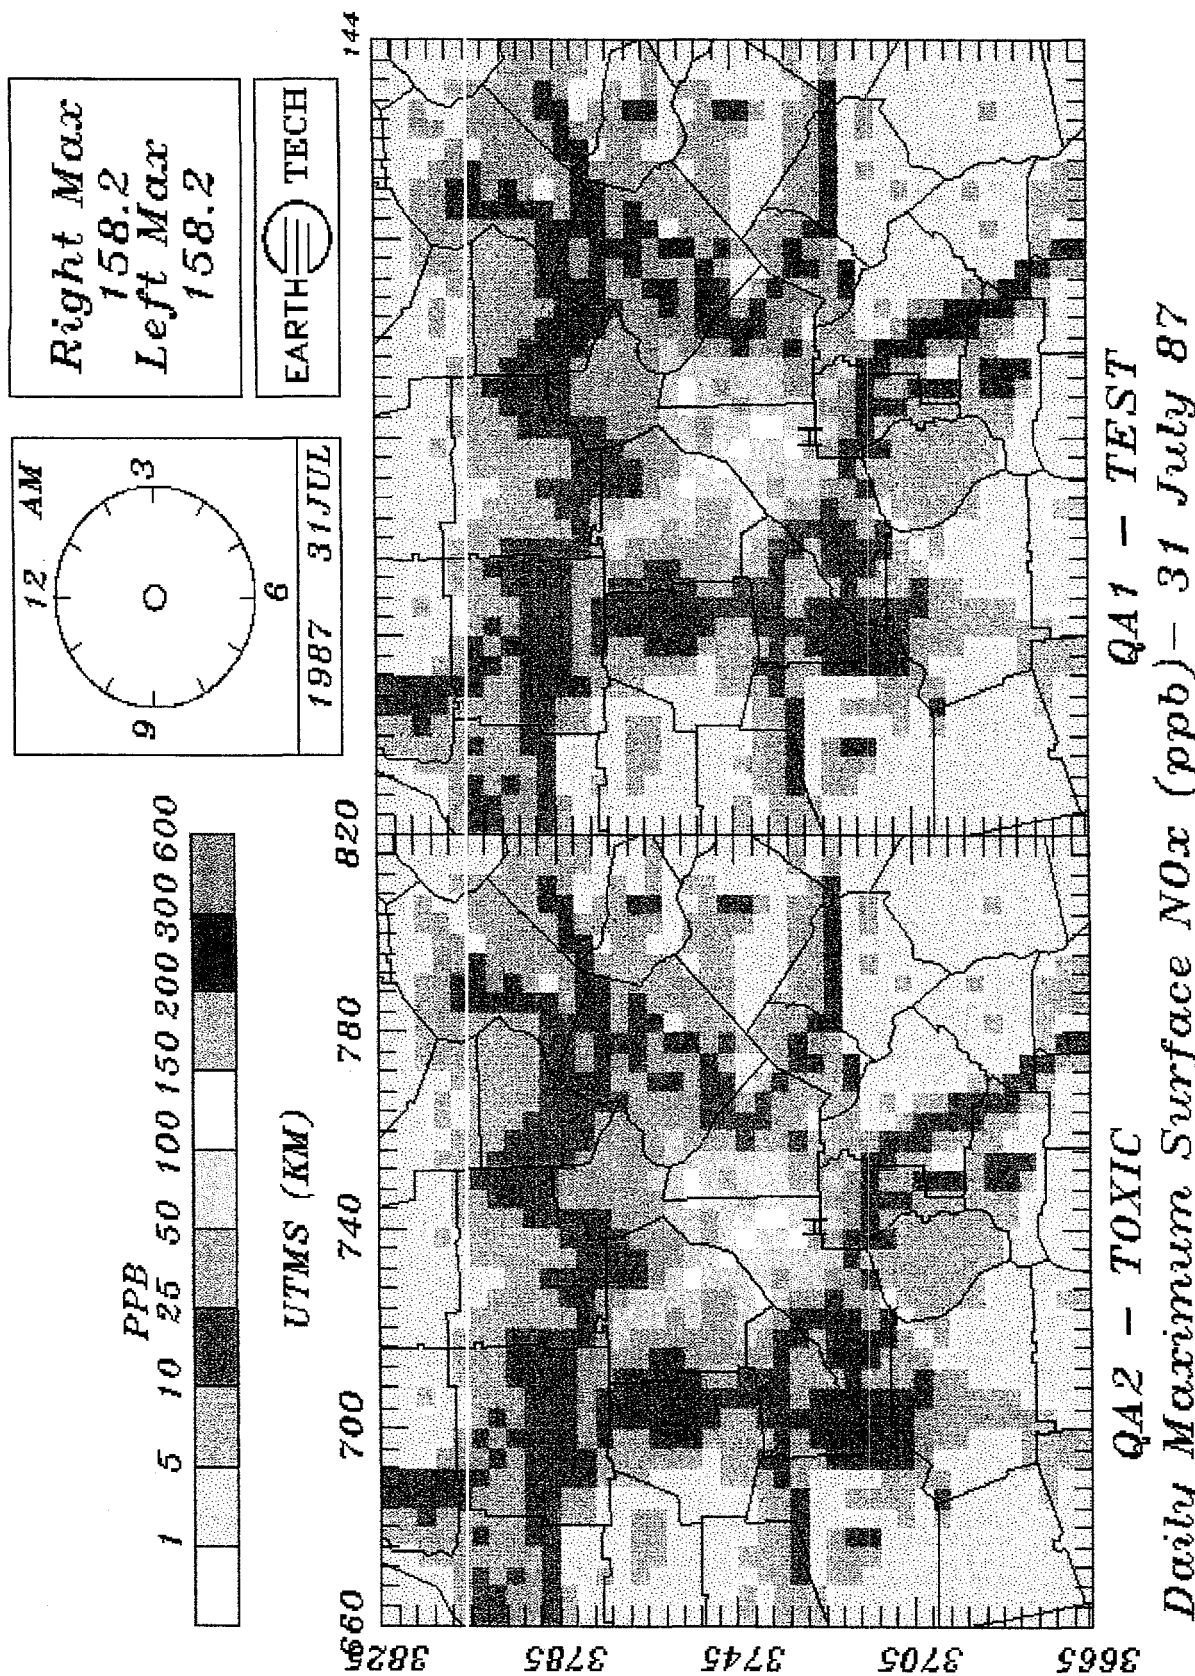 PPB
1 5 10 25 50 100 150 200 300 600
UTMS (KM)
12 AM
9 3
6
1987 31JUL
Right Max
158.2
Left Max
158.2
EARTH TECH
660 700 740 780 820
144
3825
3785
3745
3705
3665
H H
QA2 - TOXIC QA1 - TEST
Daily Maximum Surface NOx (ppb)- 31 July 87